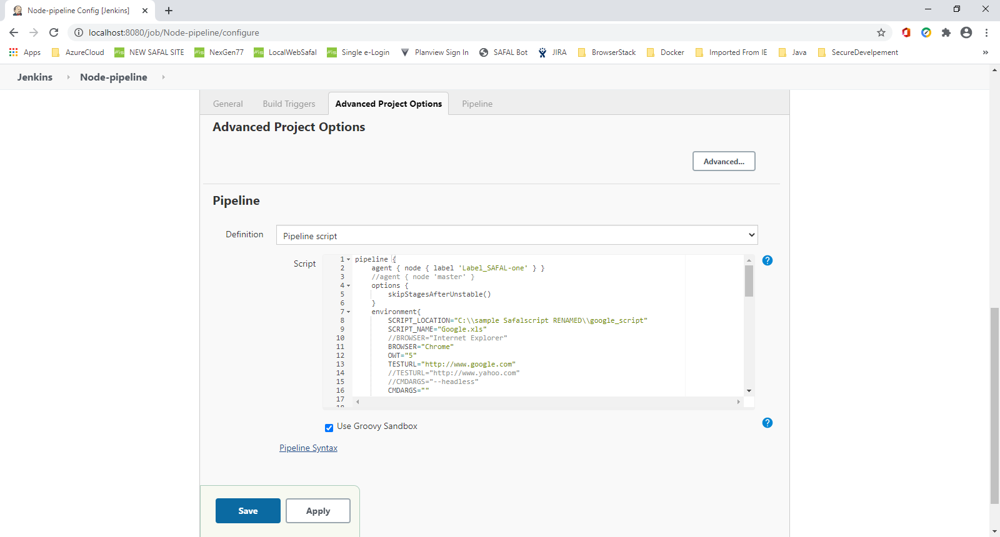 Node-pipeline Config [Jenkins]
localhost:8080/job/Node-pipeline/configure
Apps AzureCloud fis NEW SAFAL SITE fis NexGen77 fis LocalWebSafal fis Single e-Login Planview Sign In SAFAL Bot JIRA BrowserStack Docker Imported From IE Java SecureDevelpement »
Jenkins Node-pipeline
General Build Triggers Advanced Project Options Pipeline
Advanced Project Options
Advanced...
Pipeline
Definition Pipeline script
Script
1 pipeline {
2 agent { node { label 'Label_SAFAL-one' } }
3 //agent { node 'master' }
4 options {
5 skipStagesAfterUnstable()
6 }
7 environment{
8 SCRIPT_LOCATION="C:\\sample Safalscript RENAMED\\google_script"
9 SCRIPT_NAME="Google.xls"
10 //BROWSER="Internet Explorer"
11 BROWSER="Chrome"
12 OWT="5"
13 TESTURL="http://www.google.com"
14 //TESTURL="http://www.yahoo.com"
15 //CMDARGS="--headless"
16 CMDARGS=""
17
18
?
Use Groovy Sandbox
?
Pipeline Syntax
Save Apply